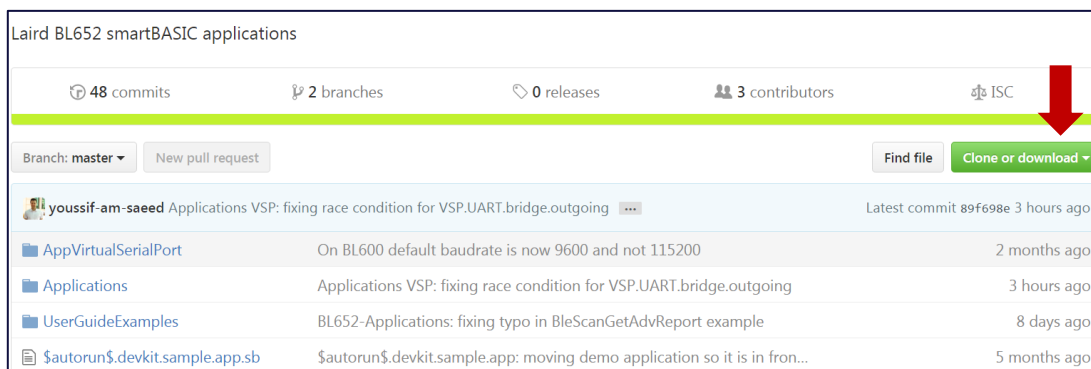 Laird BL652 smartBASIC applications
48 commits 2 branches 0 releases 3 contributors ISC
Branch: master New pull request Find file Clone or download
youssif-am-saeed Applications VSP: fixing race condition for VSP.UART.bridge.outgoing ... Latest commit 89f698e 3 hours ago
AppVirtualSerialPort On BL600 default baudrate is now 9600 and not 115200 2 months ago
Applications Applications VSP: fixing race condition for VSP.UART.bridge.outgoing 3 hours ago
UserGuideExamples BL652-Applications: fixing typo in BleScanGetAdvReport example 8 days ago
$autorun$.devkit.sample.app.sb $autorun$.devkit.sample.app: moving demo application so it is in fron... 5 months ago